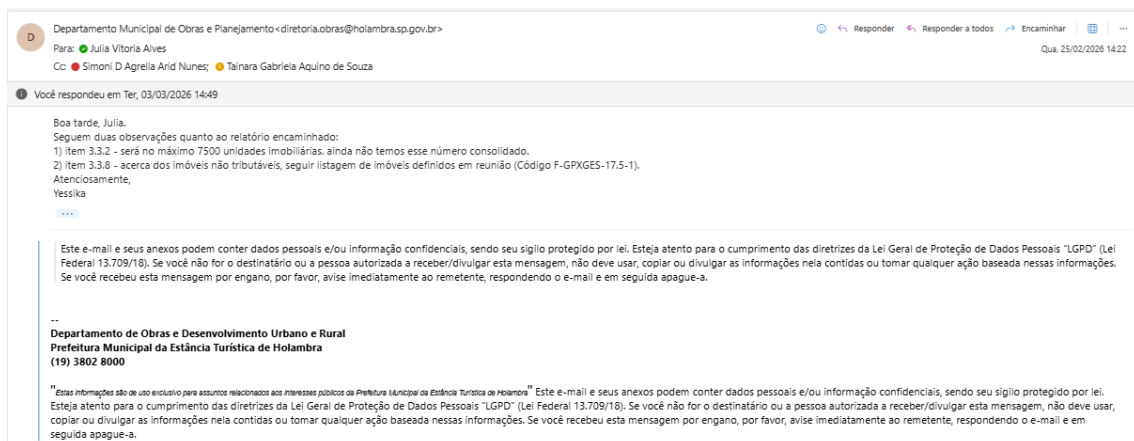 D
Departamento Municipal de Obras e Planejamento<diretoria.obras@holambra.sp.gov.br>
Responder
Responder a todos
Encaminhar
Para: Julia Vitoria Alves
Qua, 25/02/2026 14:22
Cc: Simoni D Agrella Arid Nunes; Tainara Gabriela Aquino de Souza
Você respondeu em Ter, 03/03/2026 14:49
Boa tarde, Julia.
Seguem duas observações quanto ao relatório encaminhado:
1) item 3.3.2 - será no máximo 7500 unidades imobiliárias. ainda não temos esse número consolidado.
2) item 3.3.8 - acerca dos imóveis não tributáveis, seguir listagem de imóveis definidos em reunião (Código F-GPXGES-17.5-1).
Atenciosamente,
Yessika
...
Este e-mail e seus anexos podem conter dados pessoais e/ou informação confidenciais, sendo seu sigilo protegido por lei. Esteja atento para o cumprimento das diretrizes da Lei Geral de Proteção de Dados Pessoais "LGPD" (Lei
Federal 13.709/18). Se você não for o destinatário ou a pessoa autorizada a receber/divulgar esta mensagem, não deve usar, copiar ou divulgar as informações nela contidas ou tomar qualquer ação baseada nessas informações.
Se você recebeu esta mensagem por engano, por favor, avise imediatamente ao remetente, respondendo o e-mail e em seguida apague-a.
--
Departamento de Obras e Desenvolvimento Urbano e Rural
Prefeitura Municipal da Estância Turística de Holambra
(19) 3802 8000
"Estas informações são de uso exclusivo para assuntos relacionados aos interesses públicos da Prefeitura Municipal da Estância Turística de Holambra" Este e-mail e seus anexos podem conter dados pessoais e/ou informação confidenciais, sendo seu sigilo protegido por lei.
Esteja atento para o cumprimento das diretrizes da Lei Geral de Proteção de Dados Pessoais "LGPD" (Lei Federal 13.709/18). Se você não for o destinatário ou a pessoa autorizada a receber/divulgar esta mensagem, não deve usar,
copiar ou divulgar as informações nela contidas ou tomar qualquer ação baseada nessas informações. Se você recebeu esta mensagem por engano, por favor, avise imediatamente ao remetente, respondendo o e-mail e em
seguida apague-a.